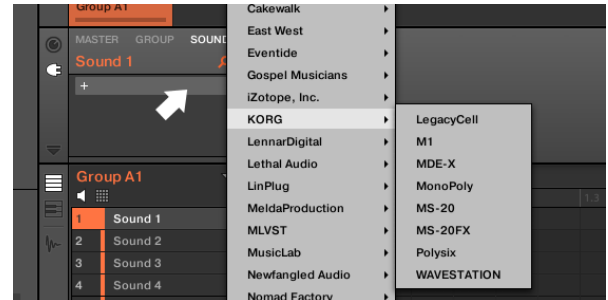 Group A1
MASTER GROUP SOUND
Sound 1
+
Group A1
1 Sound 1
2 Sound 2
3 Sound 3
4 Sound 4
Cakewalk
East West
Eventide
Gospel Musicians
iZotope, Inc.
KORG
LennarDigital
Lethal Audio
LinPlug
MeldaProduction
MLVST
MusicLab
Newfangled Audio
Nomad Factory
LegacyCell
M1
MDE-X
MonoPoly
MS-20
MS-20FX
Polysix
WAVESTATION
1.3